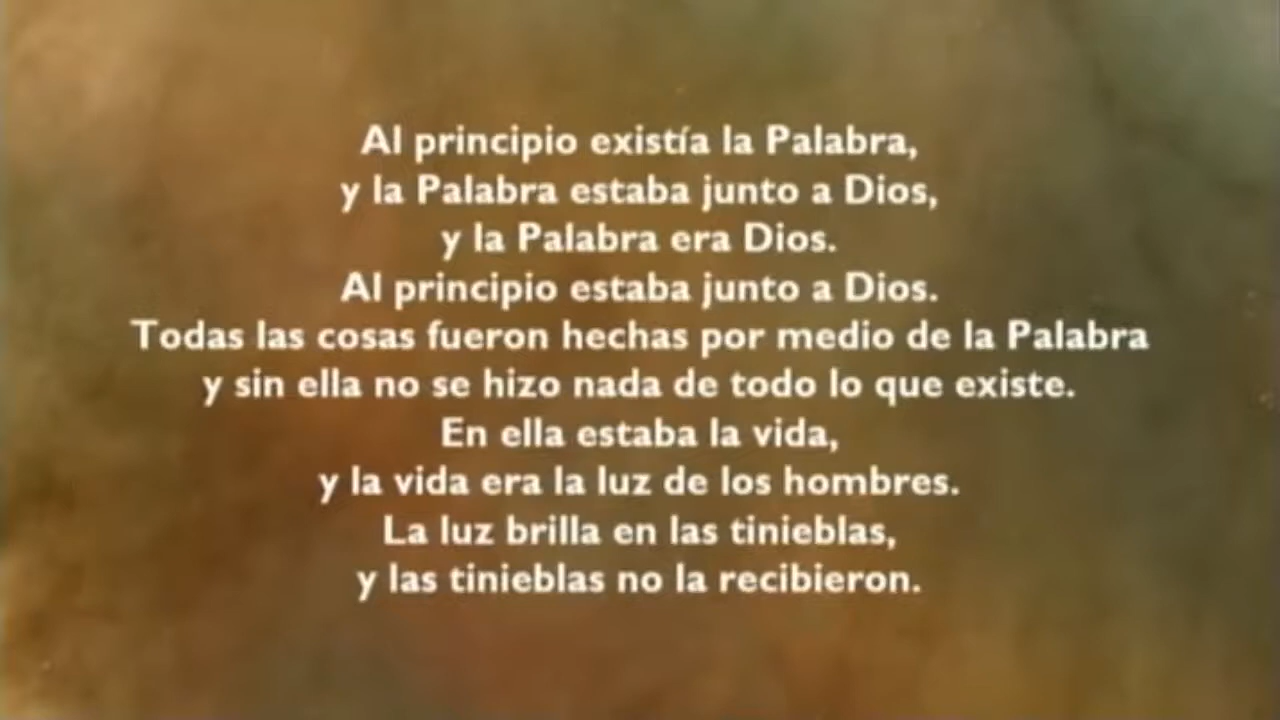 Al principio existía la Palabra,
y la Palabra estaba junto a Dios,
y la Palabra era Dios.
Al principio estaba junto a Dios.
Todas las cosas fueron hechas por medio de la Palabra
y sin ella no se hizo nada de todo lo que existe.
En ella estaba la vida,
y la vida era la luz de los hombres.
La luz brilla en las tinieblas,
y las tinieblas no la recibieron.